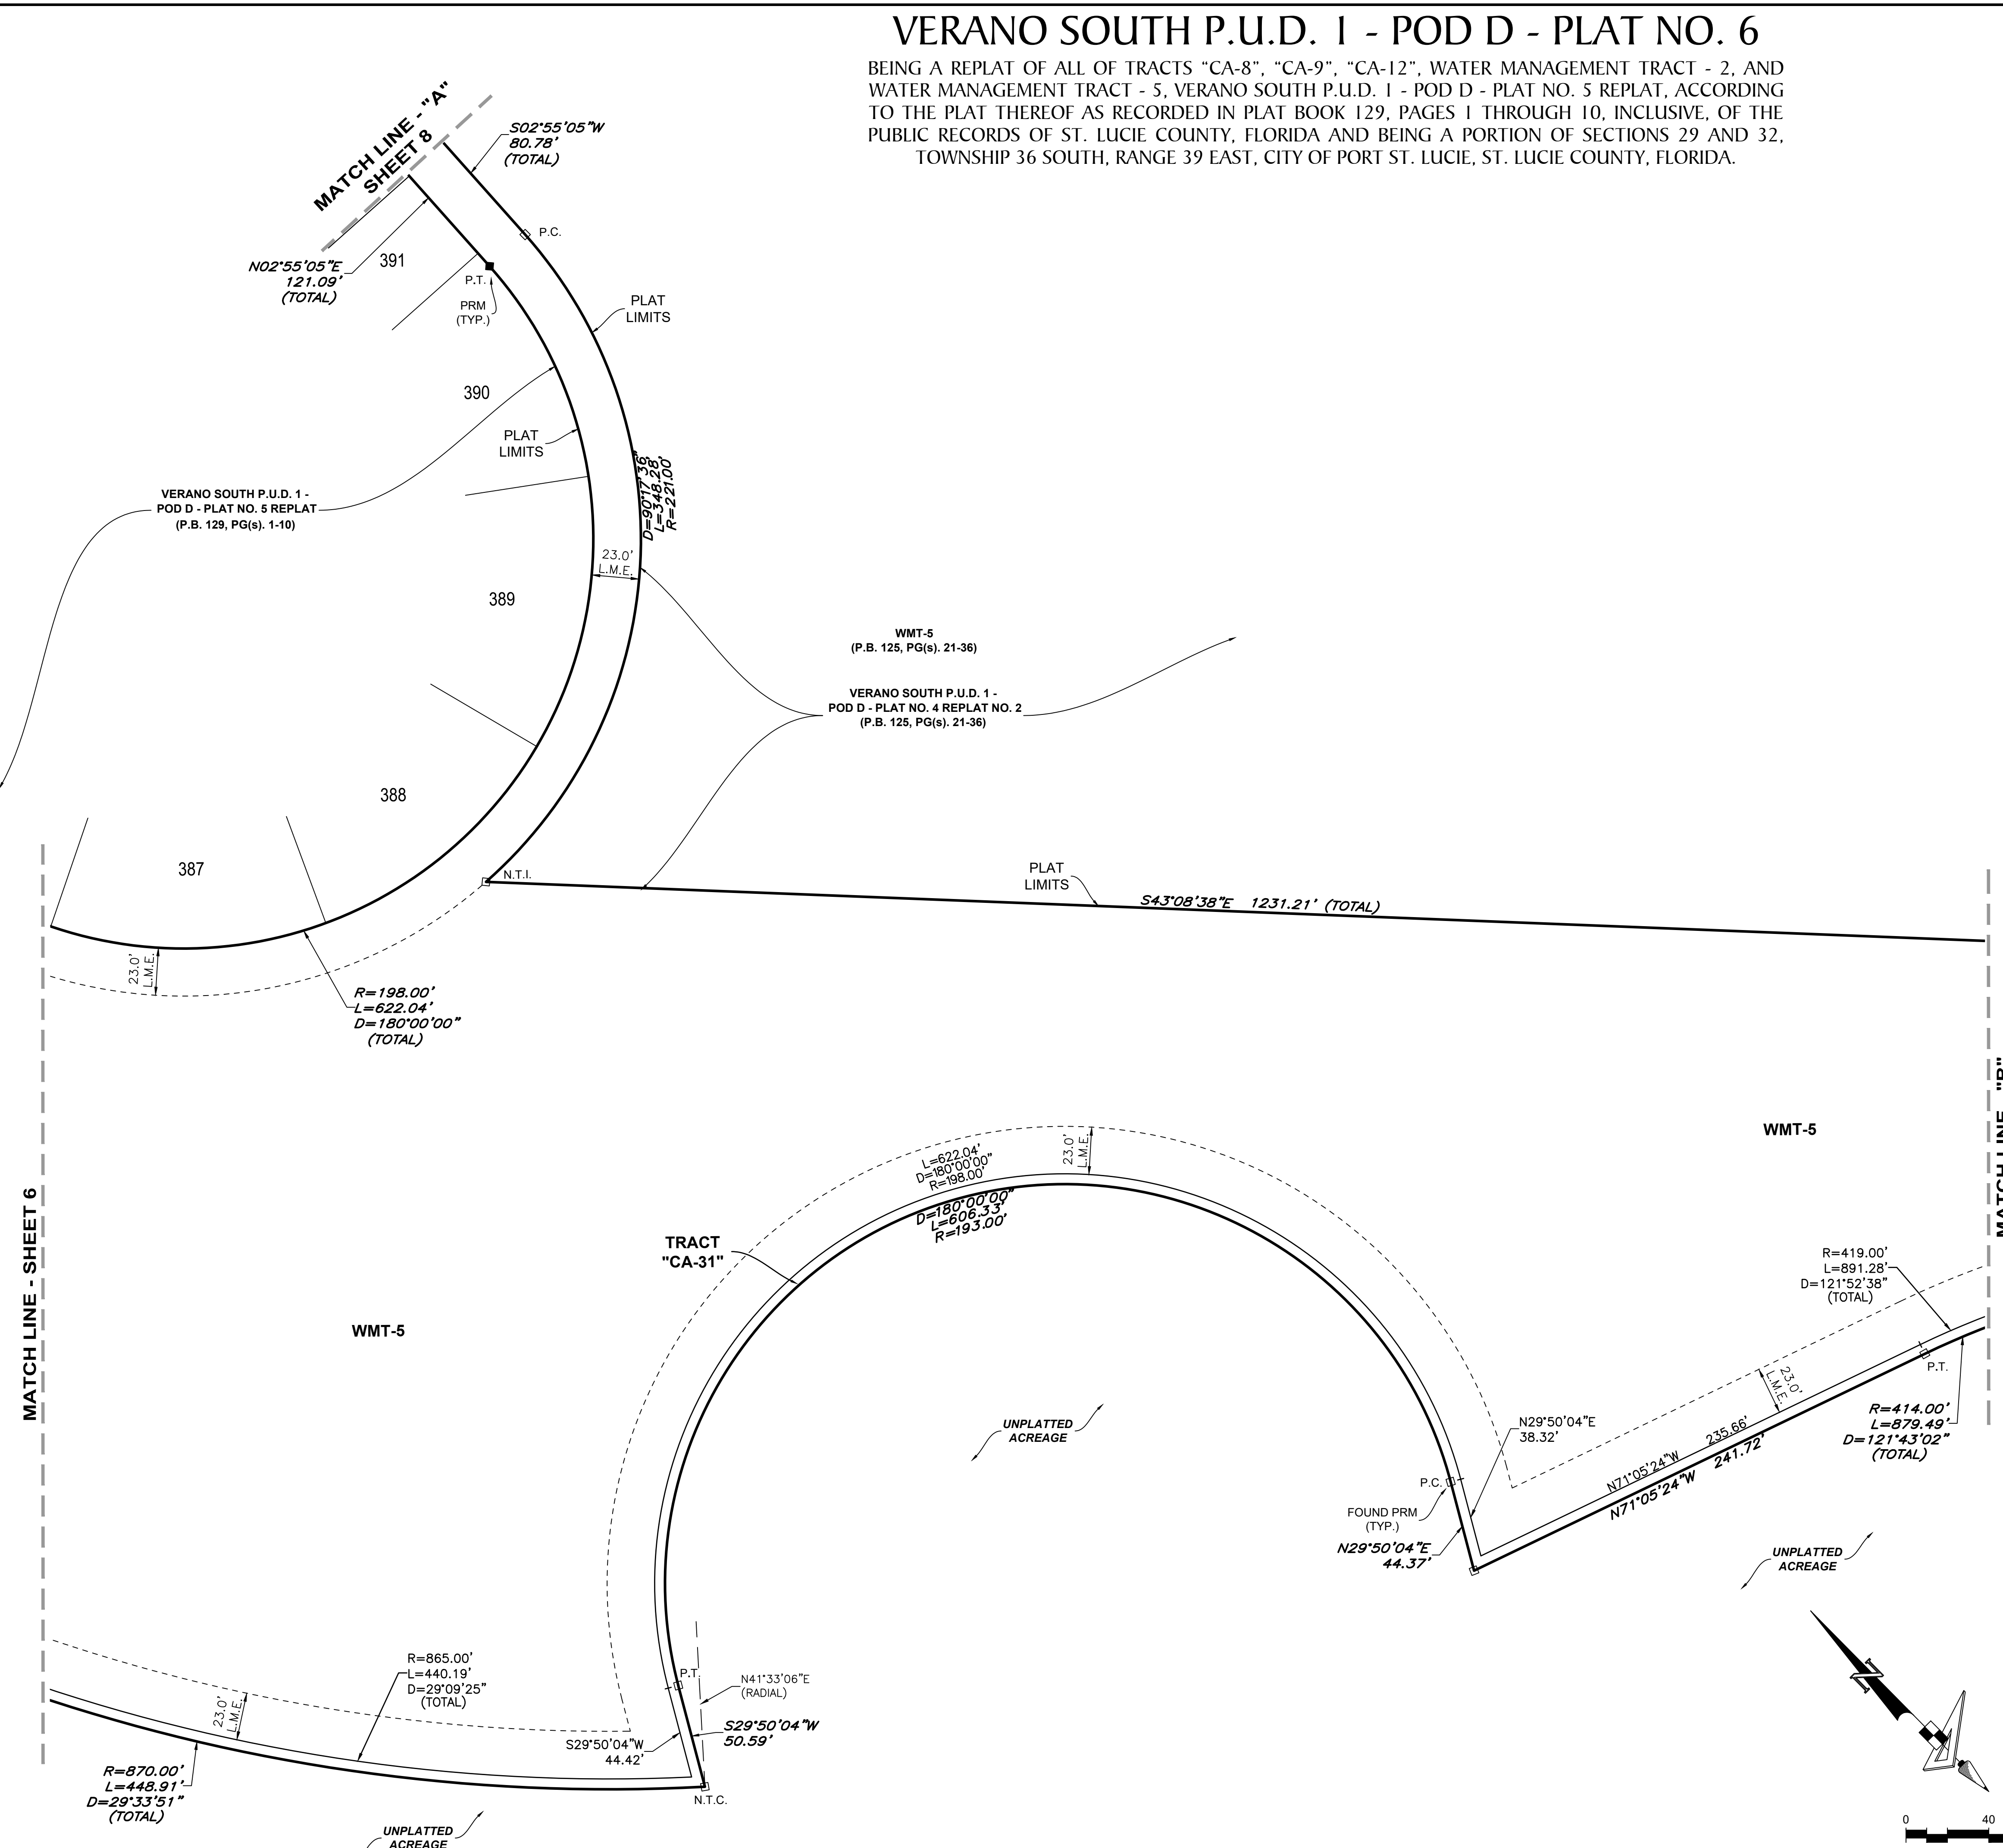 VERANO SOUTH P.U.D. 1 - POD D - PLAT NO. 6
BEING A REPLAT OF ALL OF TRACTS “CA-8”, “CA-9”, “CA-12”, WATER MANAGEMENT TRACT - 2, AND
WATER MANAGEMENT TRACT - 5, VERANO SOUTH P.U.D. 1 - POD D - PLAT NO. 5 REPLAT, ACCORDING
TO THE PLAT THEREOF AS RECORDED IN PLAT BOOK 129, PAGES 1 THROUGH 10, INCLUSIVE, OF THE
PUBLIC RECORDS OF ST. LUCIE COUNTY, FLORIDA AND BEING A PORTION OF SECTIONS 29 AND 32,
TOWNSHIP 36 SOUTH, RANGE 39 EAST, CITY OF PORT ST. LUCIE, ST. LUCIE COUNTY, FLORIDA.
MATCH LINE - "A"
SHEET 8
S02°55'05"W
80.78'
(TOTAL)
P.C.
N02°55'05"E
121.09'
(TOTAL)
391
P.T.
PRM
(TYP.)
PLAT
LIMITS
390
PLAT
LIMITS
D=90°17'36"
L=348.28'
R=221.00'
VERANO SOUTH P.U.D. 1 -
POD D - PLAT NO. 5 REPLAT
(P.B. 129, PG(s). 1-10)
23.0'
L.M.E.
389
WMT-5
(P.B. 125, PG(s). 21-36)
VERANO SOUTH P.U.D. 1 -
POD D - PLAT NO. 4 REPLAT NO. 2
(P.B. 125, PG(s). 21-36)
388
387
N.T.I.
PLAT
LIMITS
S43°08'38"E 1231.21' (TOTAL)
23.0'
L.M.E.
R=198.00'
L=622.04'
D=180°00'00"
(TOTAL)
MATCH LINE - SHEET 6
MATCH LINE - "B"
WMT-5
23.0'
L.M.E.
L=622.04'
D=180°00'00"
R=198.00'
D=180°00'00"
L=606.33'
R=193.00'
TRACT
"CA-31"
R=419.00'
L=891.28'
D=121°52'38"
(TOTAL)
WMT-5
P.T.
23.0'
L.M.E.
R=414.00'
L=879.49'
D=121°43'02"
(TOTAL)
UNPLATTED
ACREAGE
N29°50'04"E
38.32'
N71°05'24"W 235.66'
N71°05'24"W 241.72'
P.C.
FOUND PRM
(TYP.)
N29°50'04"E
44.37'
UNPLATTED
ACREAGE
R=865.00'
L=440.19'
D=29°09'25"
(TOTAL)
P.T.
N41°33'06"E
(RADIAL)
23.0'
L.M.E.
S29°50'04"W
44.42'
S29°50'04"W
50.59'
R=870.00'
L=448.91'
D=29°33'51"
(TOTAL)
N.T.C.
UNPLATTED
ACREAGE
N
0 40